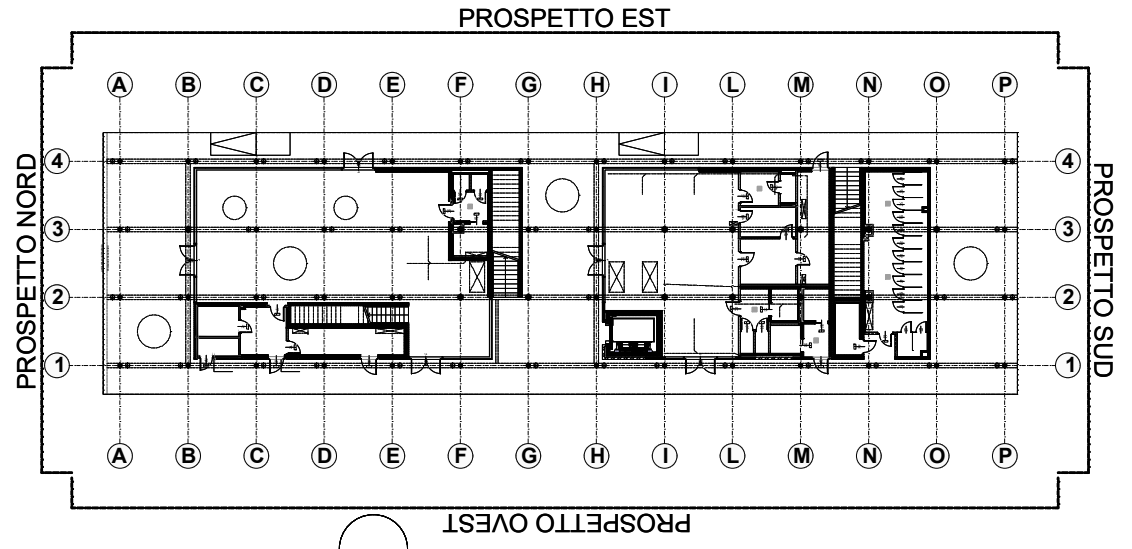 PROSPETTO EST
A B C D E F G H I L M N O P
4 4
PROSPETTO NORD
3 3
PROSPETTO SUD
2 2
1 1
A B C D E F G H I L M N O P
PROSPETTO OVEST